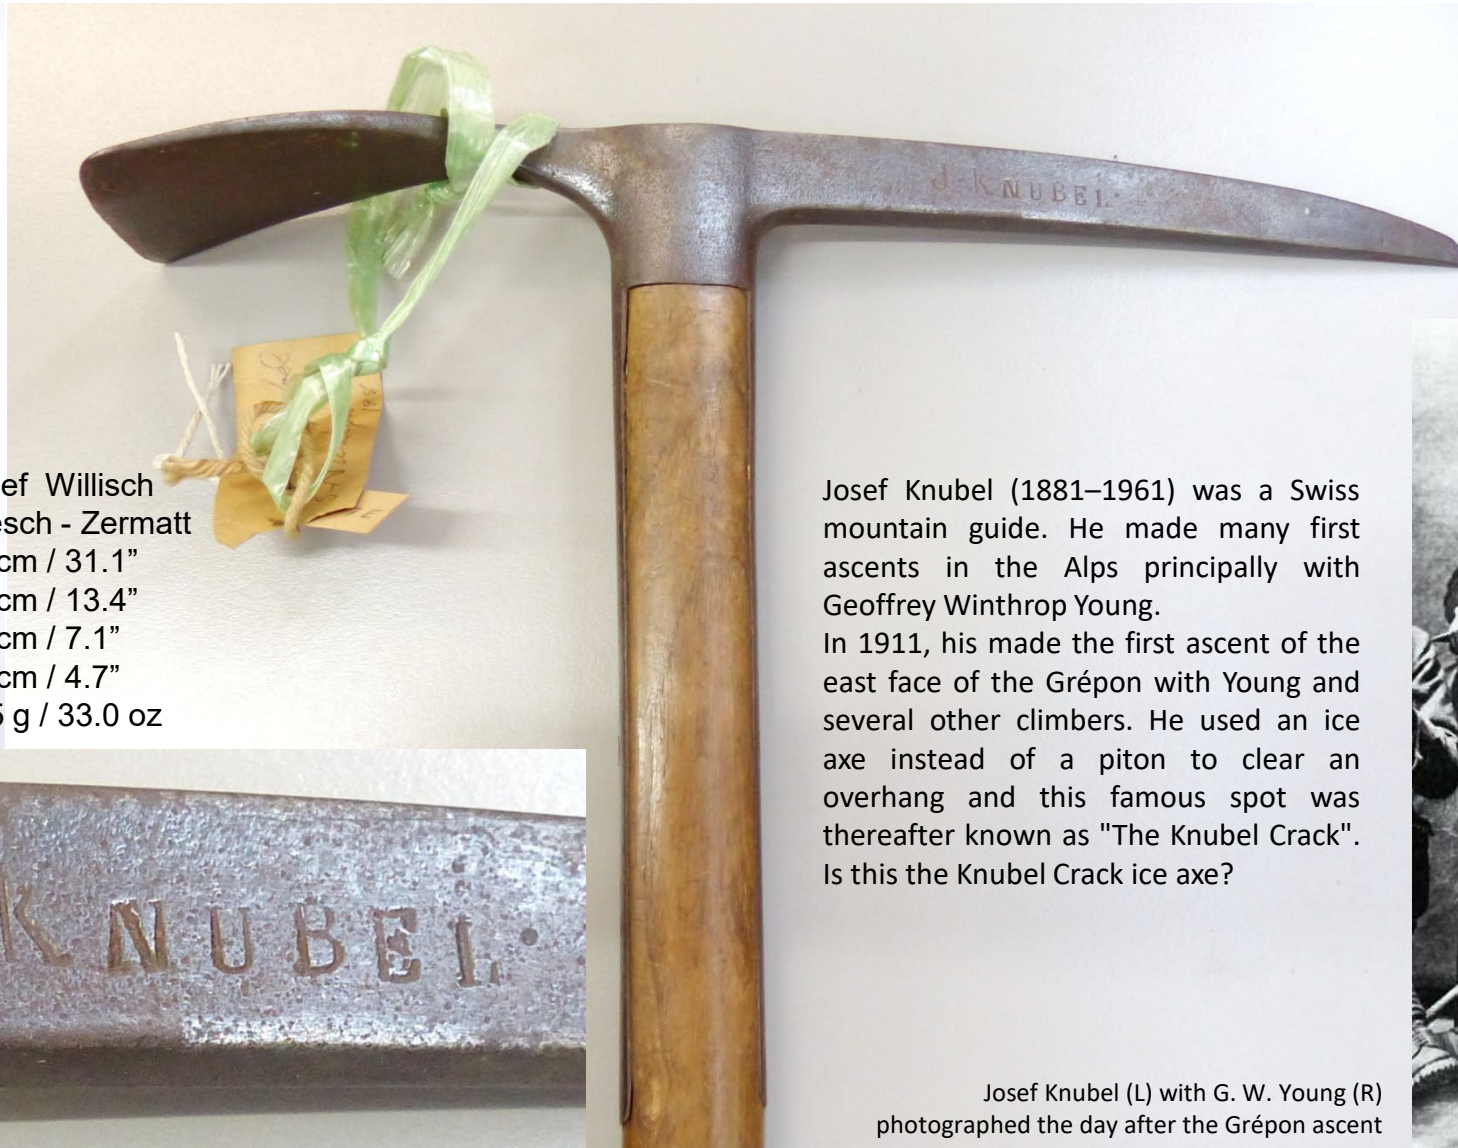 J·KNUBEL·
ef Willisch
esch - Zermatt
cm / 31.1”
cm / 13.4”
cm / 7.1”
cm / 4.7”
g / 33.0 oz
KNUBEL·
Josef Knubel (1881–1961) was a Swiss
mountain guide. He made many first
ascents in the Alps principally with
Geoffrey Winthrop Young.
In 1911, his made the first ascent of the
east face of the Grépon with Young and
several other climbers. He used an ice
axe instead of a piton to clear an
overhang and this famous spot was
thereafter known as "The Knubel Crack".
Is this the Knubel Crack ice axe?
Josef Knubel (L) with G. W. Young (R)
photographed the day after the Grépon ascent